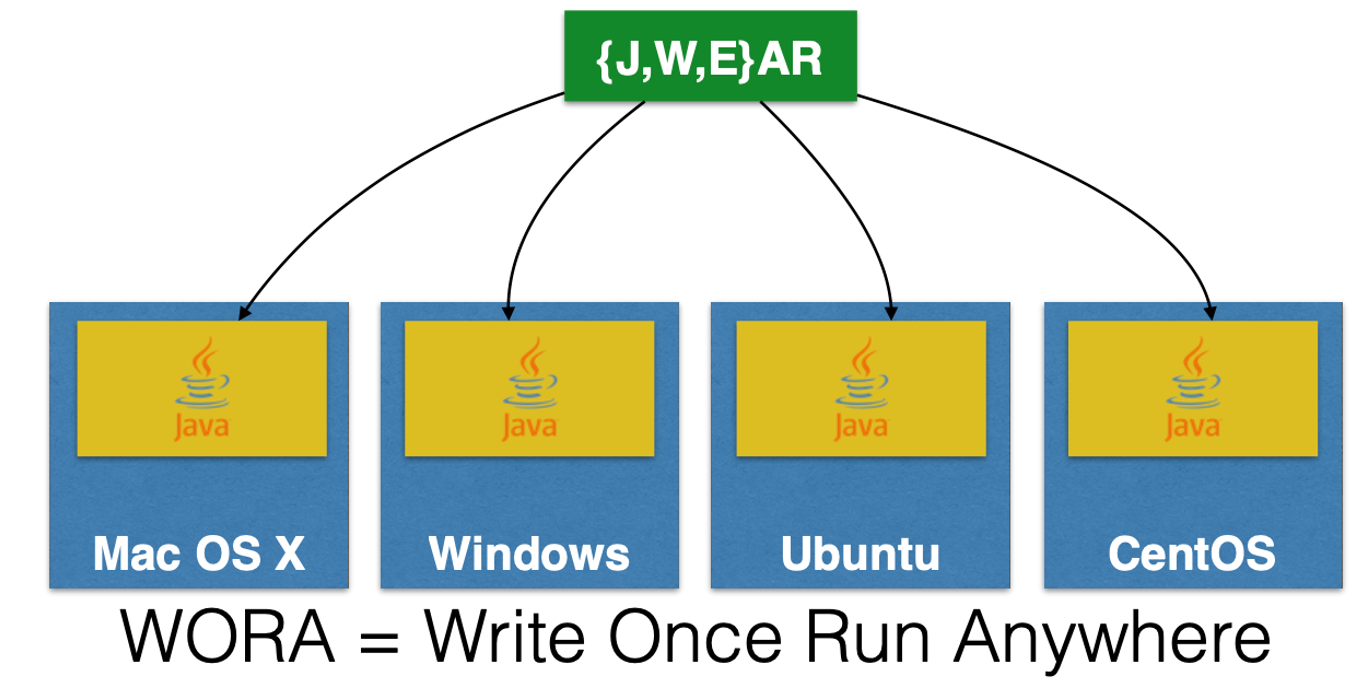 {J,W,E}AR
Java Java Java Java
Mac OS X Windows Ubuntu CentOS
WORA = Write Once Run Anywhere